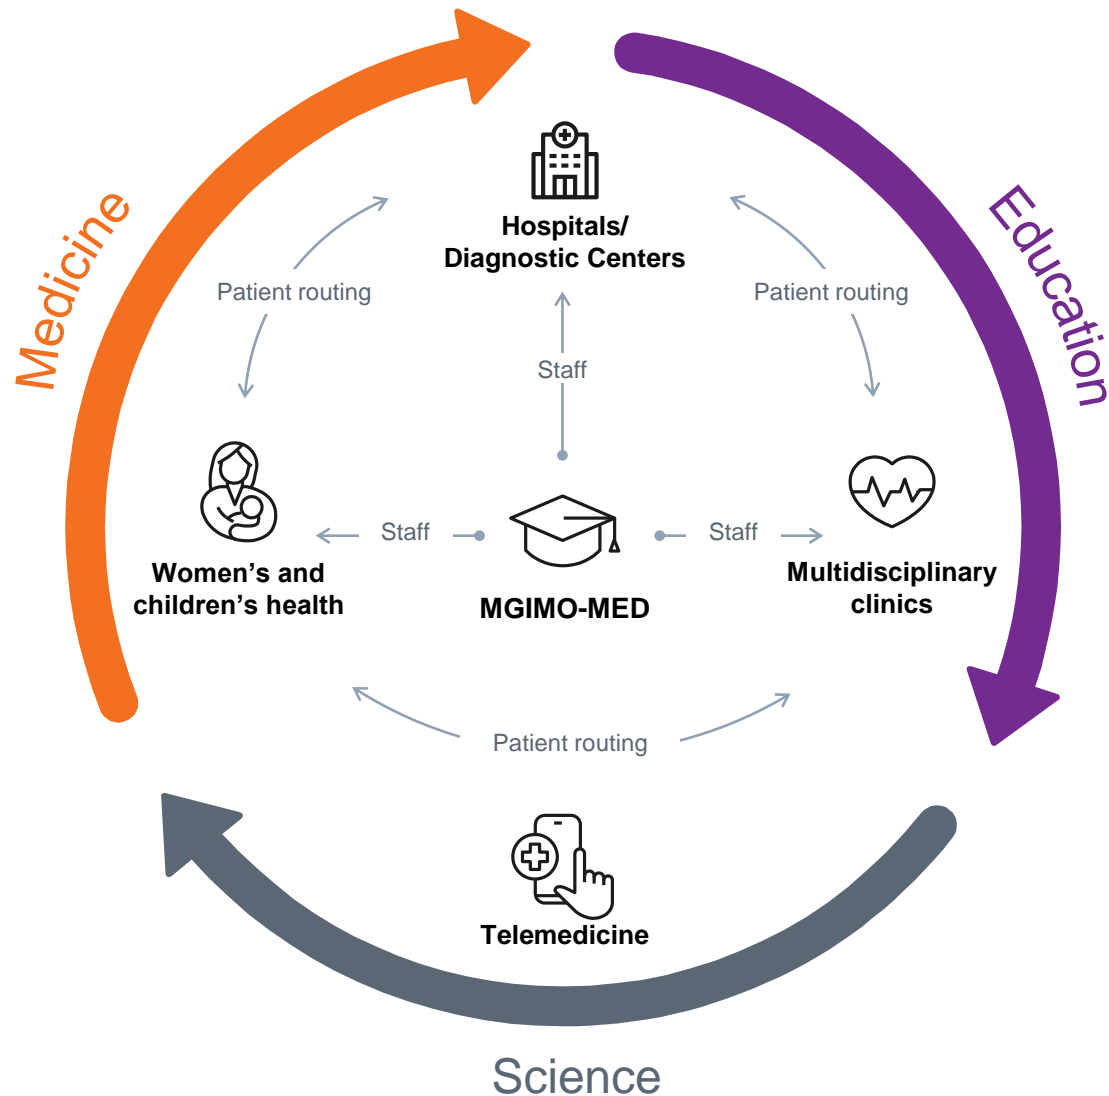 Medicine
Education
Hospitals/
Diagnostic Centers
Patient routing
Patient routing
Staff
Staff
Staff
Women’s and
children’s health
MGIMO-MED
Multidisciplinary
clinics
Patient routing
Telemedicine
Science